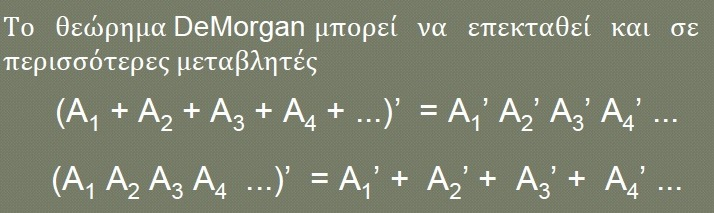 Το θεώρημα DeMorgan μπορεί να επεκταθεί και σε
περισσότερες μεταβλητές
(A₁ + A₂ + A₃ + A₄ + ...)’ = A₁’ A₂’ A₃’ A₄’ ...
(A₁ A₂ A₃ A₄ ...)’ = A₁’ + A₂’ + A₃’ + A₄’ ...